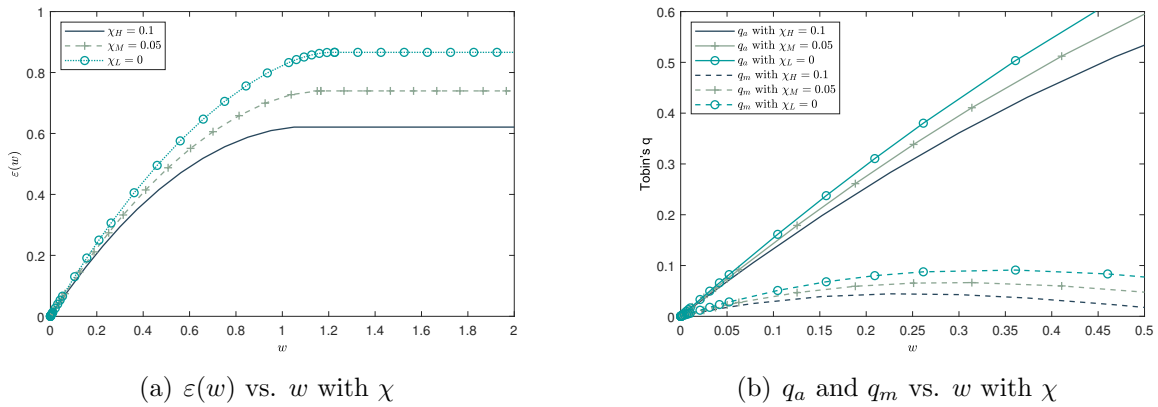 1
0.8
0.6
0.4
0.2
0
ε(w)
χ_H = 0.1
χ_M = 0.05
χ_L = 0
0 0.2 0.4 0.6 0.8 1 1.2 1.4 1.6 1.8 2
w
(a) ε(w) vs. w with χ
0.6
0.5
0.4
0.3
0.2
0.1
0
Tobin's q
q_a with χ_H = 0.1
q_a with χ_M = 0.05
q_a with χ_L = 0
q_m with χ_H = 0.1
q_m with χ_M = 0.05
q_m with χ_L = 0
0 0.05 0.1 0.15 0.2 0.25 0.3 0.35 0.4 0.45 0.5
w
(b) q_a and q_m vs. w with χ